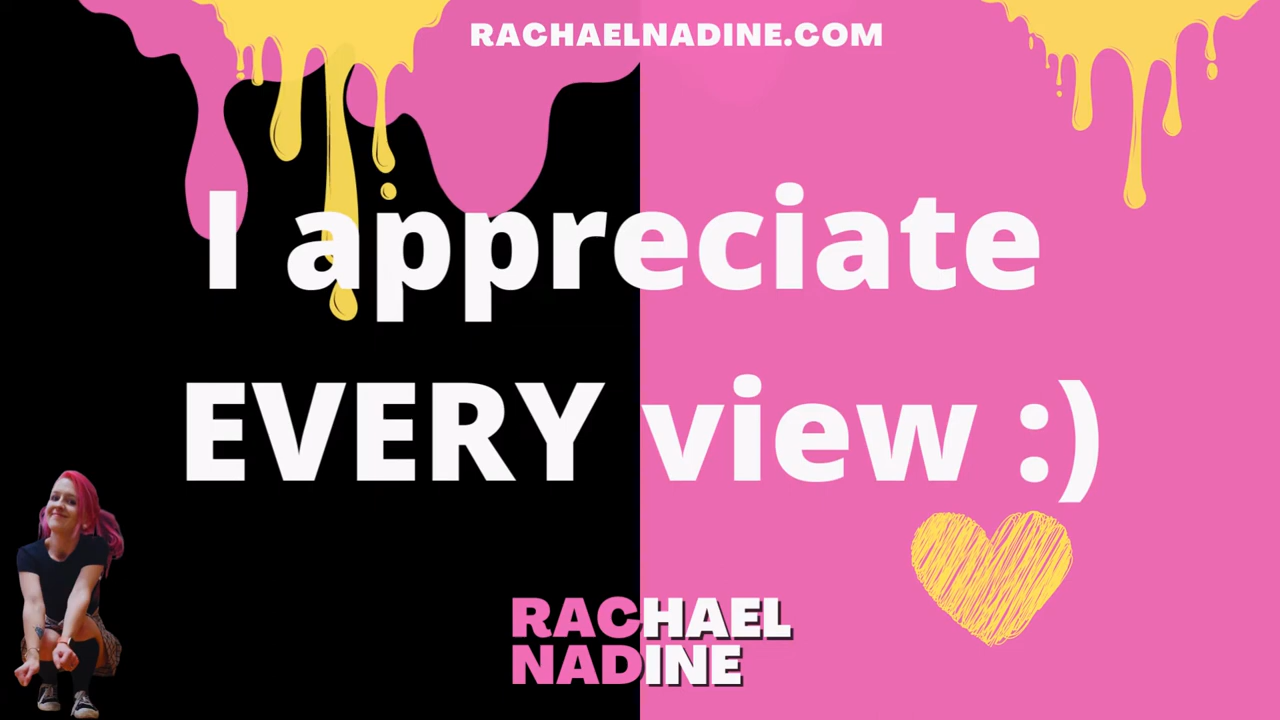 RACHAELNADINE.COM
I appreciate
EVERY view :)
RACHAEL
NADINE